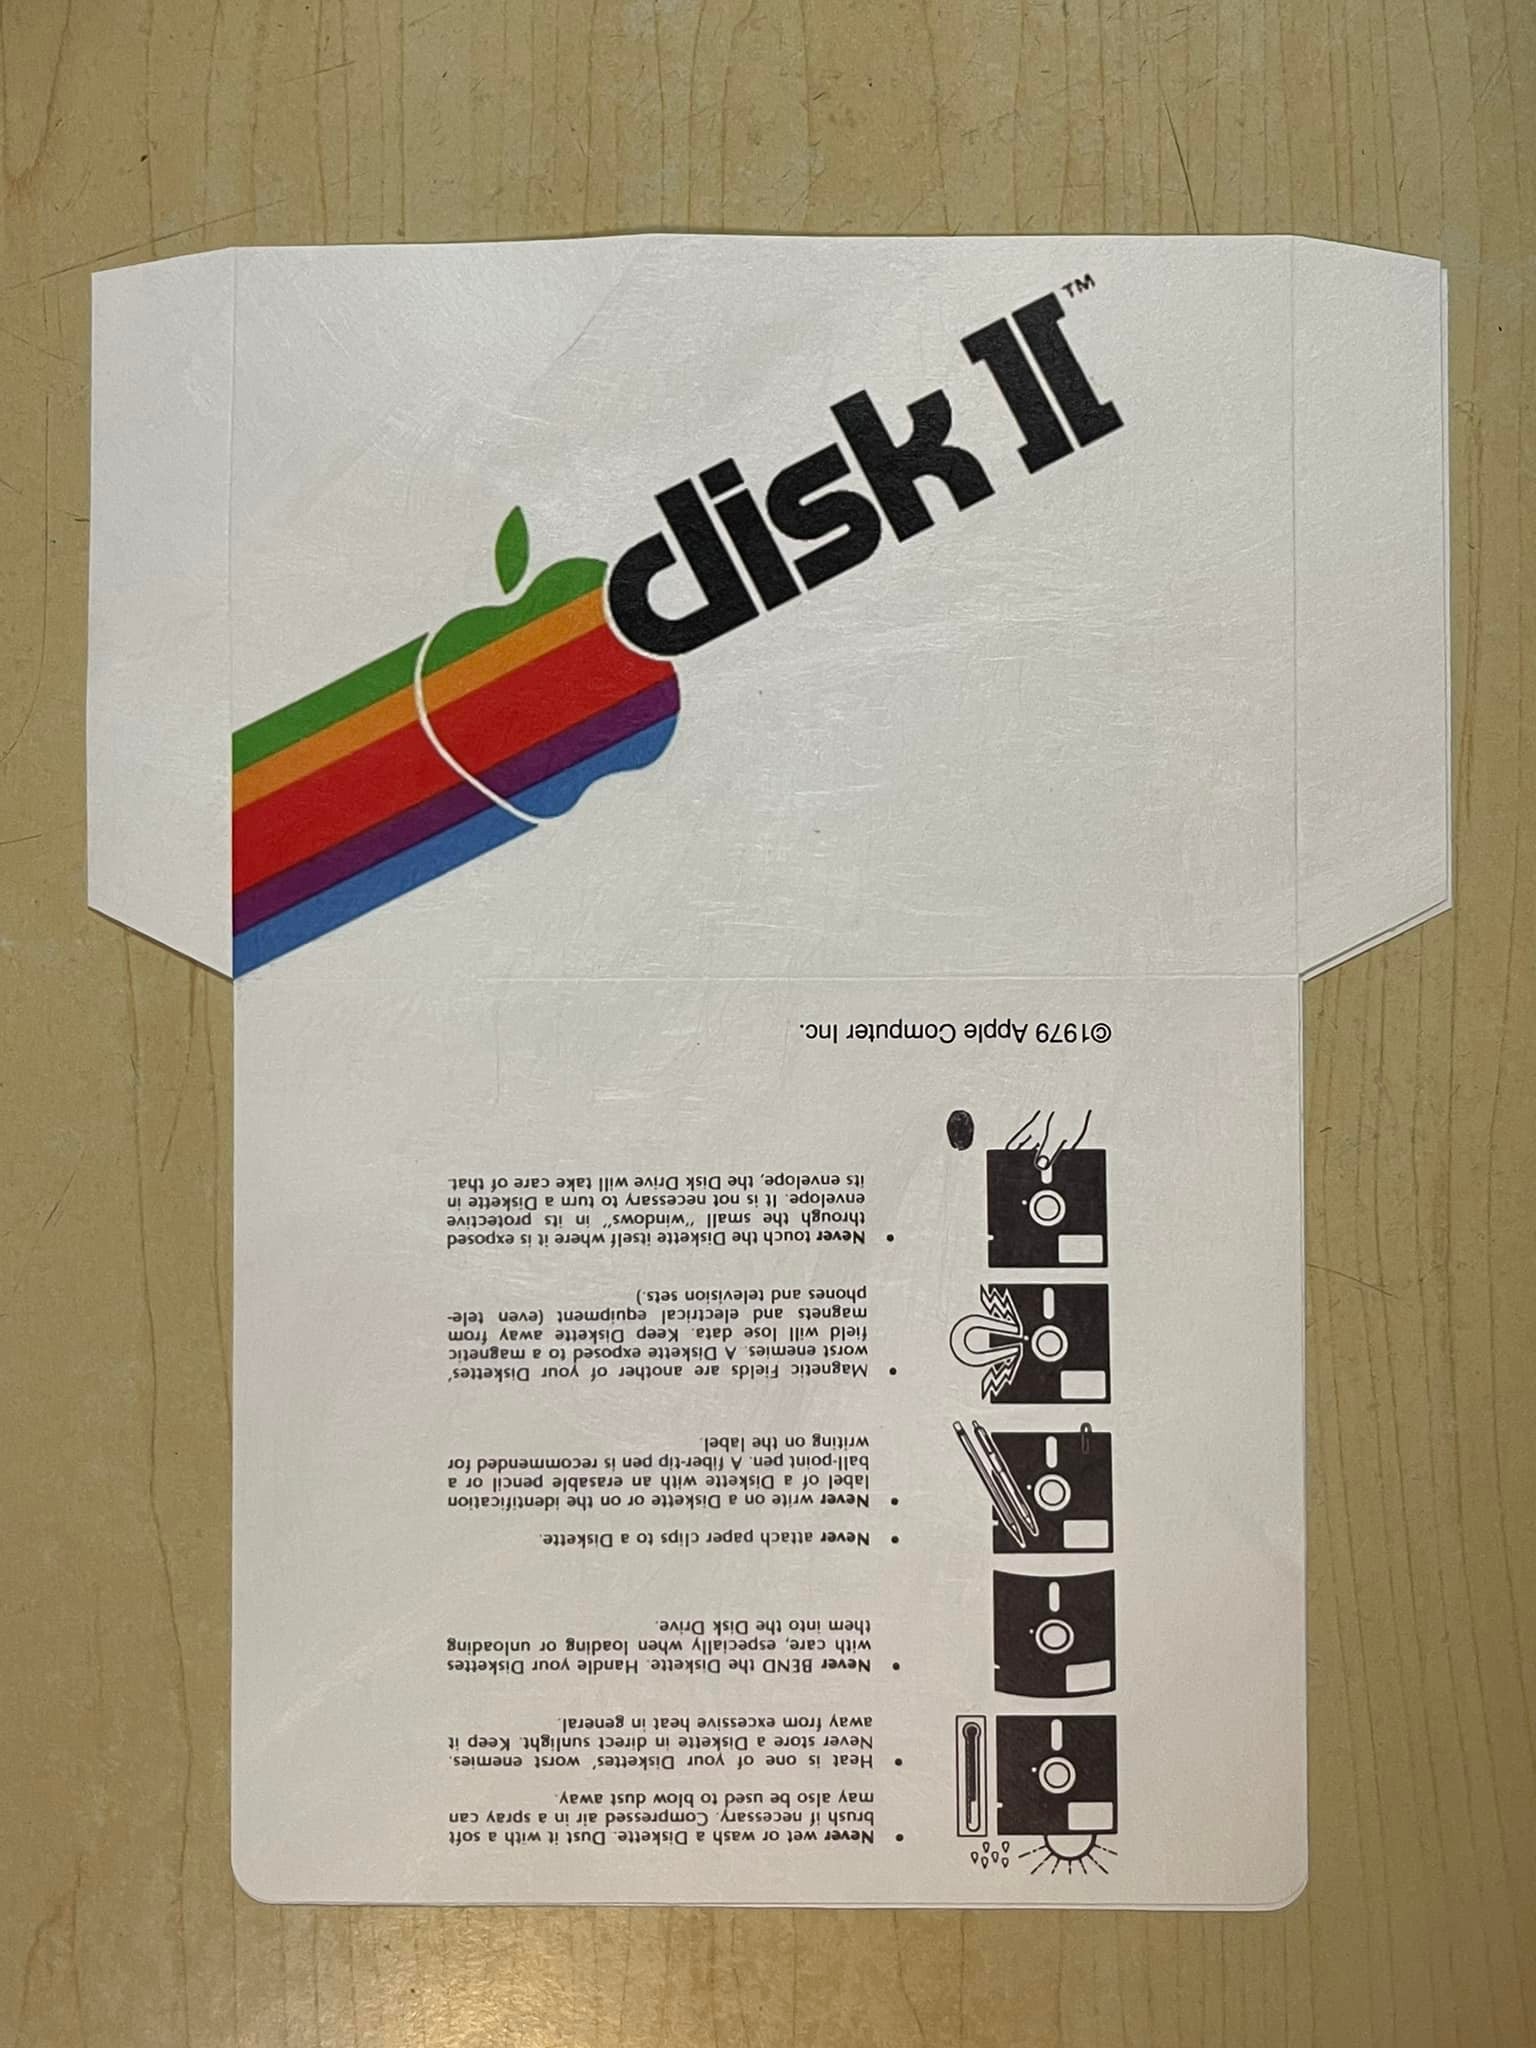 disk II™
• Never wet or wash a Diskette. Dust it with a soft
brush if necessary. Compressed air in a spray can
may also be used to blow dust away.
• Heat is one of your Diskettes' worst enemies.
Never store a Diskette in direct sunlight. Keep it
away from excessive heat in general.
• Never BEND the Diskette. Handle your Diskettes
with care, especially when loading or unloading
them into the Disk Drive.
• Never attach paper clips to a Diskette.
• Never write on a Diskette or on the identification
label of a Diskette with an erasable pencil or a
ball-point pen. A fiber-tip pen is recommended for
writing on the label.
• Magnetic Fields are another of your Diskettes'
worst enemies. A Diskette exposed to a magnetic
field will lose data. Keep Diskette away from
magnets and electrical equipment (even tele-
phones and television sets.)
• Never touch the Diskette itself where it is exposed
through the small "windows" in its protective
envelope. It is not necessary to turn a Diskette in
its envelope, the Disk Drive will take care of that.
©1979 Apple Computer Inc.